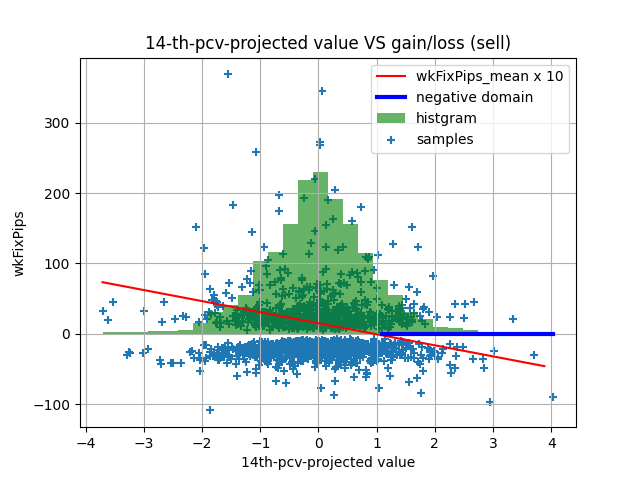 14-th-pcv-projected value VS gain/loss (sell)
wkFixPips_mean x 10
negative domain
histgram
samples
wkFixPips
300
200
100
0
−100
−4 −3 −2 −1 0 1 2 3 4
14th-pcv-projected value